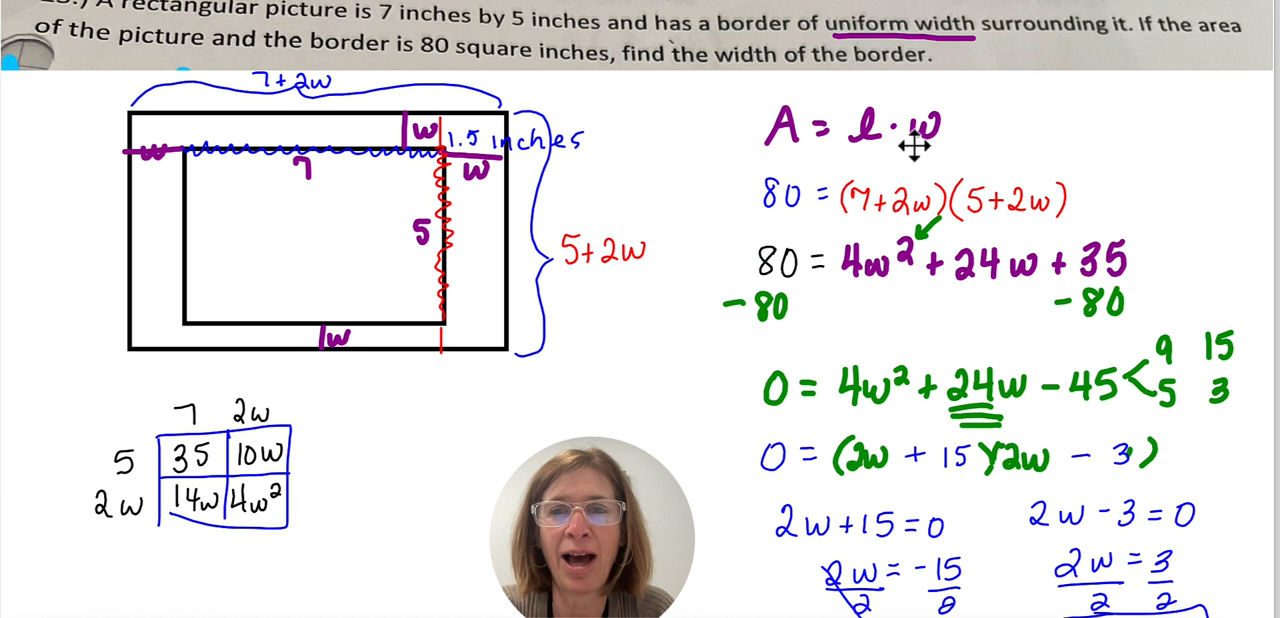 A rectangular picture is 7 inches by 5 inches and has a border of uniform width surrounding it. If the area
of the picture and the border is 80 square inches, find the width of the border.
7+2w
w
1.5 inches
w
7
w
5
5+2w
w
7 2w
5 35 10w
2w 14w 4w²
A = l · w
80 = (7+2w)(5+2w)
80 = 4w² + 24w + 35
-80 -80
9 15
0 = 4w² + 24w - 45 < 5 3
0 = (2w + 15)(2w - 3)
2w+15=0 2w-3=0
2w = -15 2w = 3
2 2 2 2